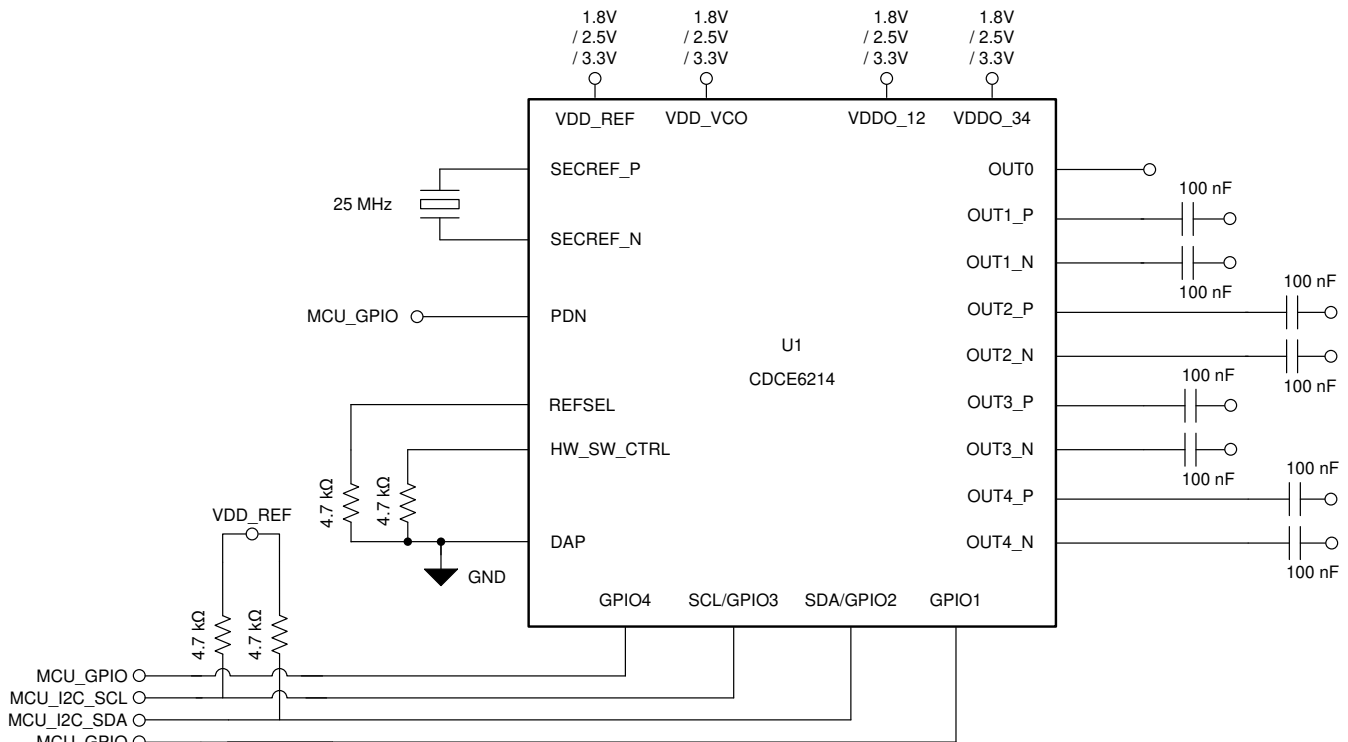 1.8V
/ 2.5V
/ 3.3V
1.8V
/ 2.5V
/ 3.3V
1.8V
/ 2.5V
/ 3.3V
1.8V
/ 2.5V
/ 3.3V
VDD_REF
VDD_VCO
VDDO_12
VDDO_34
SECREF_P
25 MHz
SECREF_N
MCU_GPIO
PDN
REFSEL
HW_SW_CTRL
4.7 kΩ
4.7 kΩ
DAP
GND
U1
CDCE6214
OUT0
100 nF
OUT1_P
OUT1_N
100 nF
100 nF
OUT2_P
OUT2_N
100 nF
100 nF
OUT3_P
OUT3_N
100 nF
100 nF
OUT4_P
OUT4_N
100 nF
GPIO4
SCL/GPIO3
SDA/GPIO2
GPIO1
VDD_REF
4.7 kΩ
4.7 kΩ
MCU_GPIO
MCU_I2C_SCL
MCU_I2C_SDA
MCU_GPIO